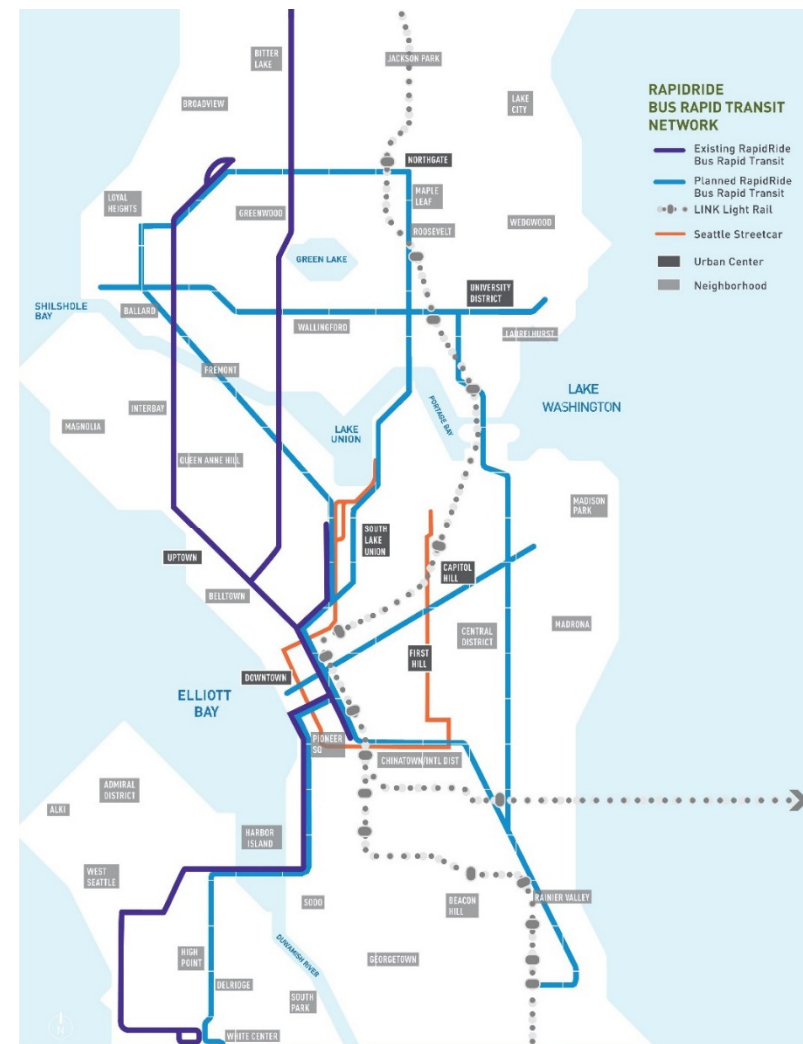 BITTER
LAKE
JACKSON PARK
BROADVIEW
LAKE
CITY
RAPIDRIDE
BUS RAPID TRANSIT
NETWORK
Existing RapidRide
Bus Rapid Transit
Planned RapidRide
Bus Rapid Transit
LINK Light Rail
Seattle Streetcar
Urban Center
Neighborhood
NORTHGATE
LOYAL
HEIGHTS
GREENWOOD
MAPLE
LEAF
ROOSEVELT
WEDGWOOD
GREEN LAKE
UNIVERSITY
DISTRICT
SHILSHOLE
BAY
BALLARD
WALLINGFORD
LAURELHURST
FREMONT
LAKE
WASHINGTON
INTERBAY
PORTAGE BAY
MAGNOLIA
LAKE
UNION
QUEEN ANNE HILL
MADISON
PARK
SOUTH
LAKE
UNION
UPTOWN
CAPITOL
HILL
BELLTOWN
CENTRAL
DISTRICT
MADRONA
FIRST
HILL
DOWNTOWN
ELLIOTT
BAY
PIONEER
SQ
CHINATOWN/INTL DIST
ADMIRAL
DISTRICT
ALKI
HARBOR
ISLAND
WEST
SEATTLE
SODO
BEACON
HILL
RAINIER VALLEY
HIGH
POINT
DUWAMISH RIVER
GEORGETOWN
DELRIDGE
SOUTH
PARK
WHITE CENTER
N